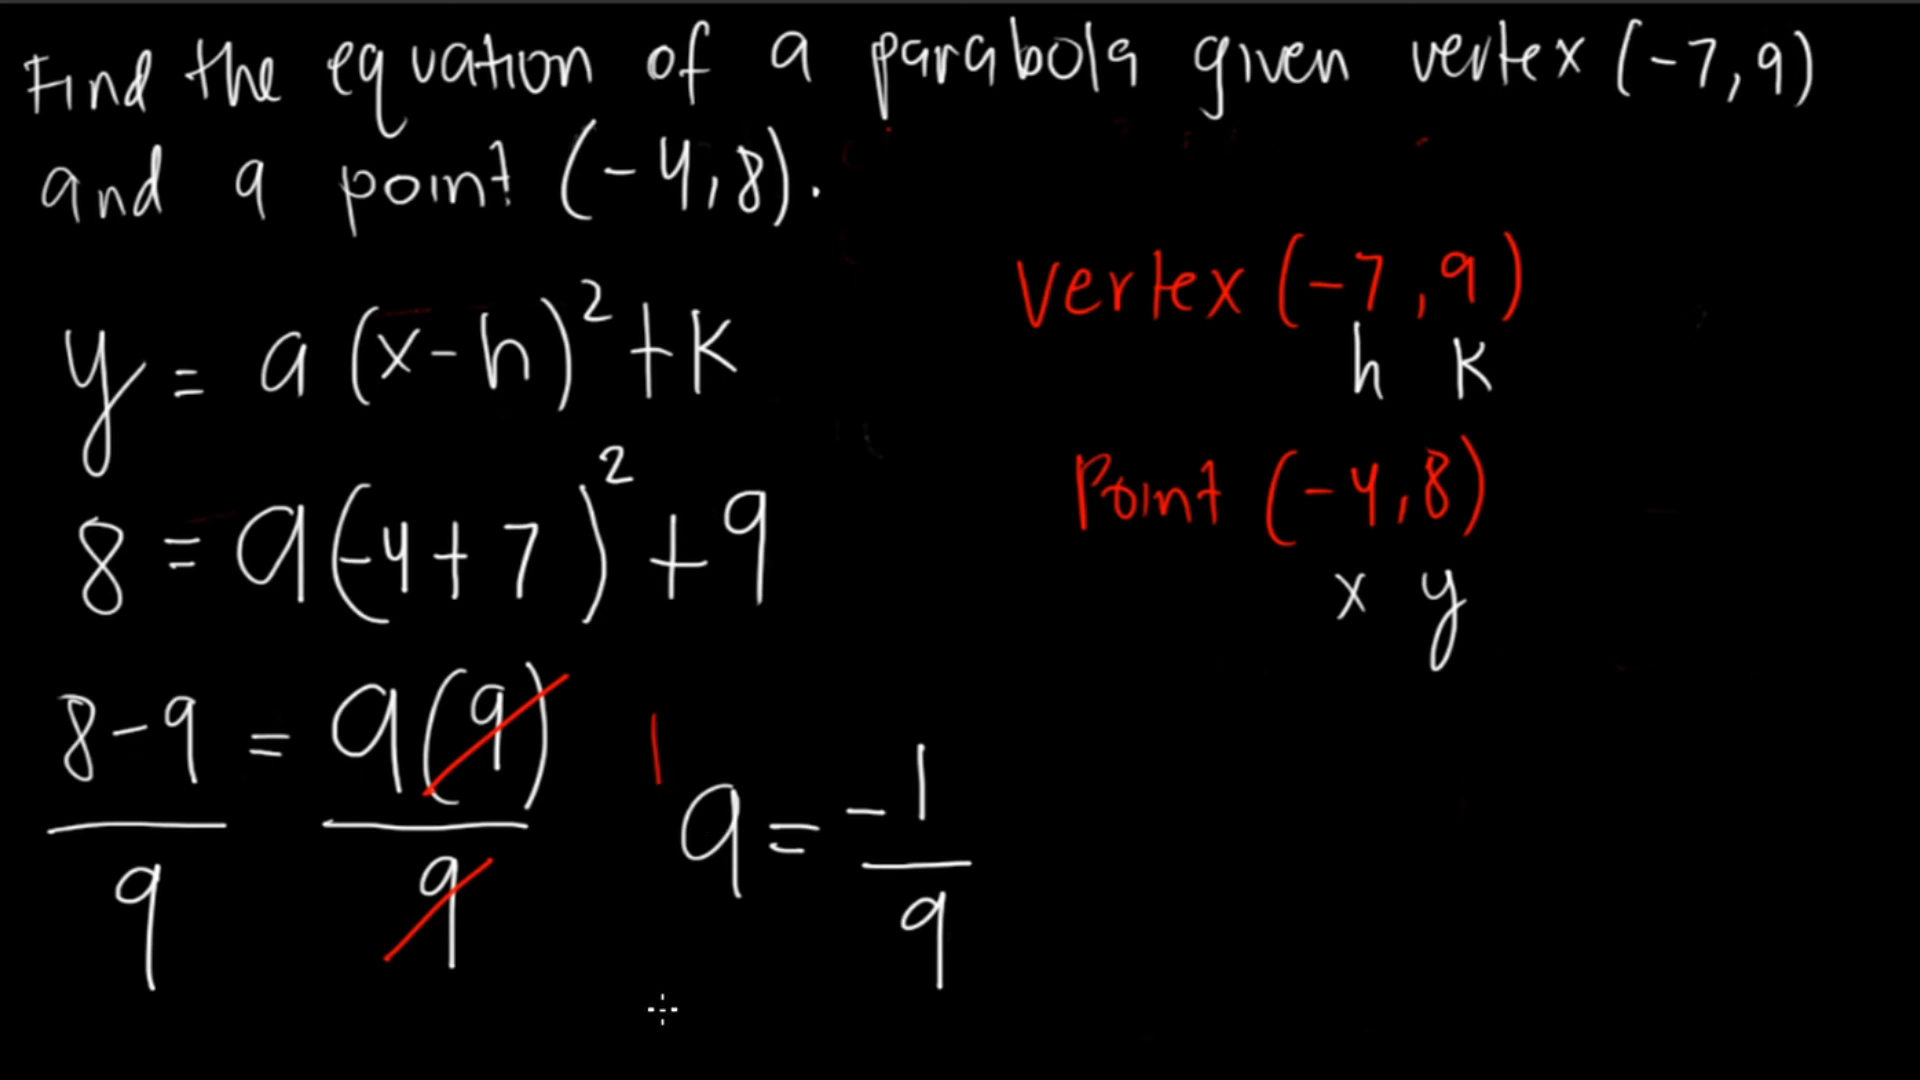 Find the equation of a parabola given vertex (-7,9)
and a point (-4,8).
Vertex (-7,9)
h k
y = a(x-h)²+k
Point (-4,8)
x y
8 = a(-4+7)²+9
8-9 = a(9)
9 9
a = -1
9